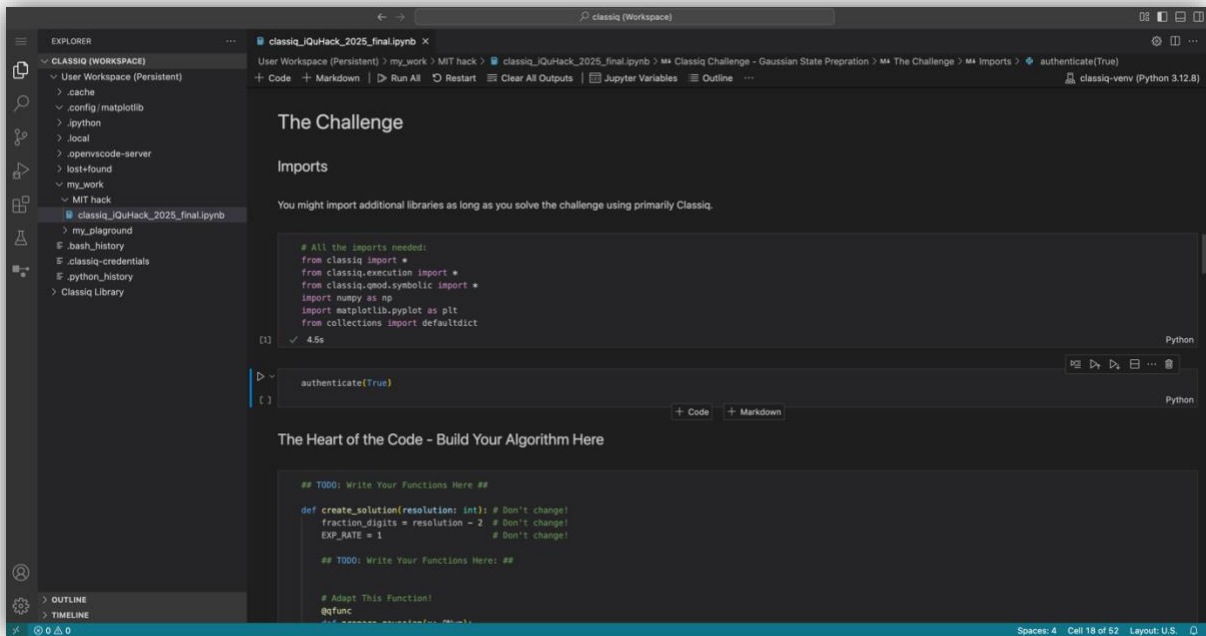 classiq (Workspace)
EXPLORER
CLASSIQ (WORKSPACE)
User Workspace (Persistent)
.cache
.config/matplotlib
.ipython
.local
.openvscode-server
lost+found
my_work
MIT hack
classiq_iQuHack_2025_final.ipynb
my_plaground
.bash_history
.classiq-credentials
.python_history
Classiq Library
OUTLINE
TIMELINE
classiq_iQuHack_2025_final.ipynb
User Workspace (Persistent) > my_work > MIT hack > classiq_iQuHack_2025_final.ipynb > M↓ Classiq Challenge - Gaussian State Prepration > M↓ The Challenge > M↓ Imports > authenticate(True)
+ Code + Markdown | Run All Restart Clear All Outputs | Jupyter Variables Outline ...
classiq-venv (Python 3.12.8)
The Challenge
Imports
You might import additional libraries as long as you solve the challenge using primarily Classiq.
# All the imports needed:
from classiq import *
from classiq.execution import *
from classiq.qmod.symbolic import *
import numpy as np
import matplotlib.pyplot as plt
from collections import defaultdict
[1] ✓ 4.5s Python
authenticate(True)
[ ] Python
+ Code + Markdown
The Heart of the Code - Build Your Algorithm Here
## TODO: Write Your Functions Here ##
def create_solution(resolution: int): # Don't change!
fraction_digits = resolution - 2 # Don't change!
EXP_RATE = 1 # Don't change!
## TODO: Write Your Functions Here: ##
# Adapt This Function!
@qfunc
0 0 Spaces: 4 Cell 18 of 52 Layout: U.S.